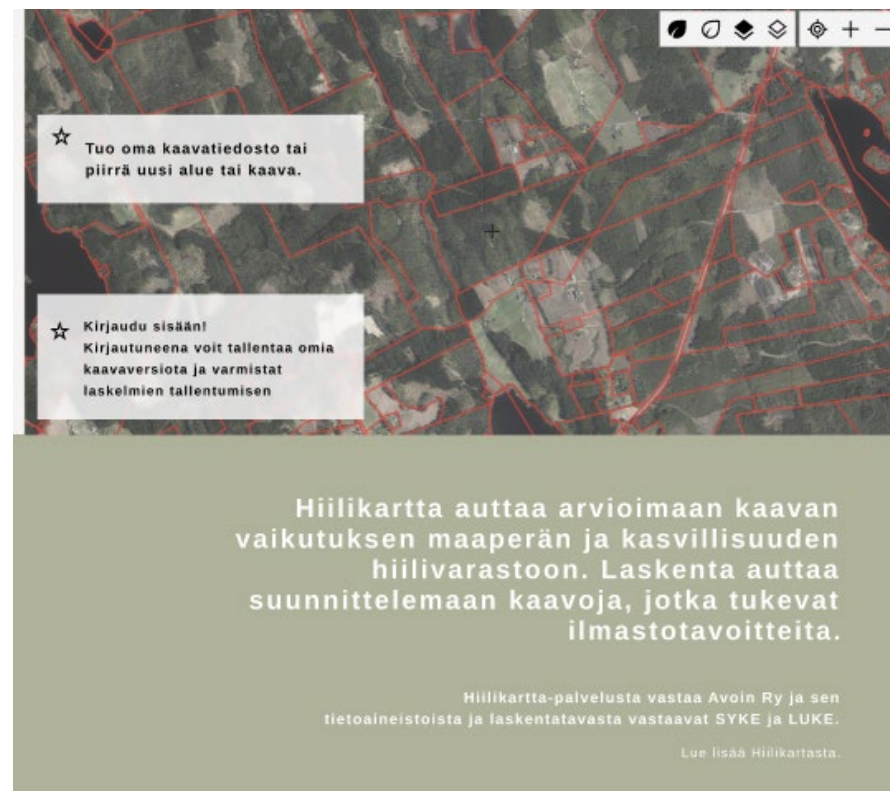 Tuo oma kaavatiedosto tai
piirrä uusi alue tai kaava.
Kirjaudu sisään!
Kirjautuneena voit tallentaa omia
kaavaversiota ja varmistat
laskelmien tallentumisen
Hiilikartta auttaa arvioimaan kaavan
vaikutuksen maaperän ja kasvillisuuden
hiilivarastoon. Laskenta auttaa
suunnittelemaan kaavoja, jotka tukevat
ilmastotavoitteita.
Hiilikartta-palvelusta vastaa Avoin Ry ja sen
tietoaineistoista ja laskentatavasta vastaavat SYKE ja LUKE.
Lue lisää Hiilikartasta.